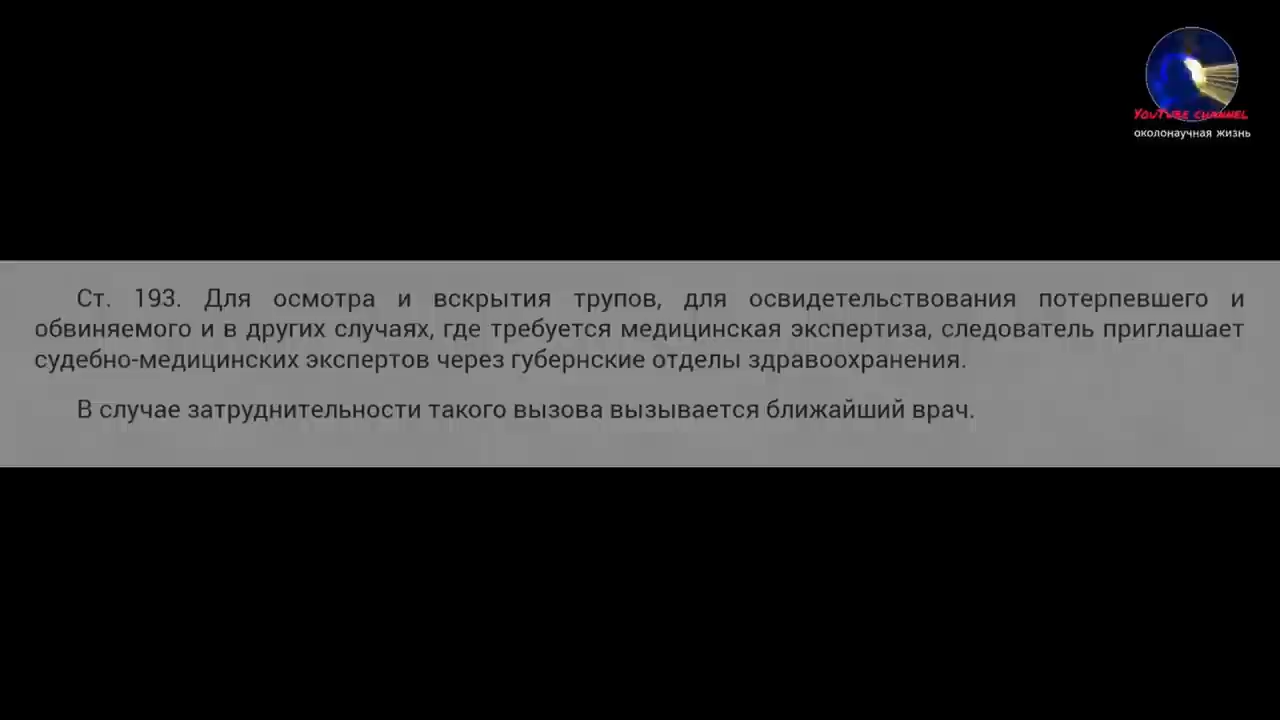 YouTube channel
околонаучная жизнь
Ст. 193. Для осмотра и вскрытия трупов, для освидетельствования потерпевшего и
обвиняемого и в других случаях, где требуется медицинская экспертиза, следователь приглашает
судебно-медицинских экспертов через губернские отделы здравоохранения.
В случае затруднительности такого вызова вызывается ближайший врач.